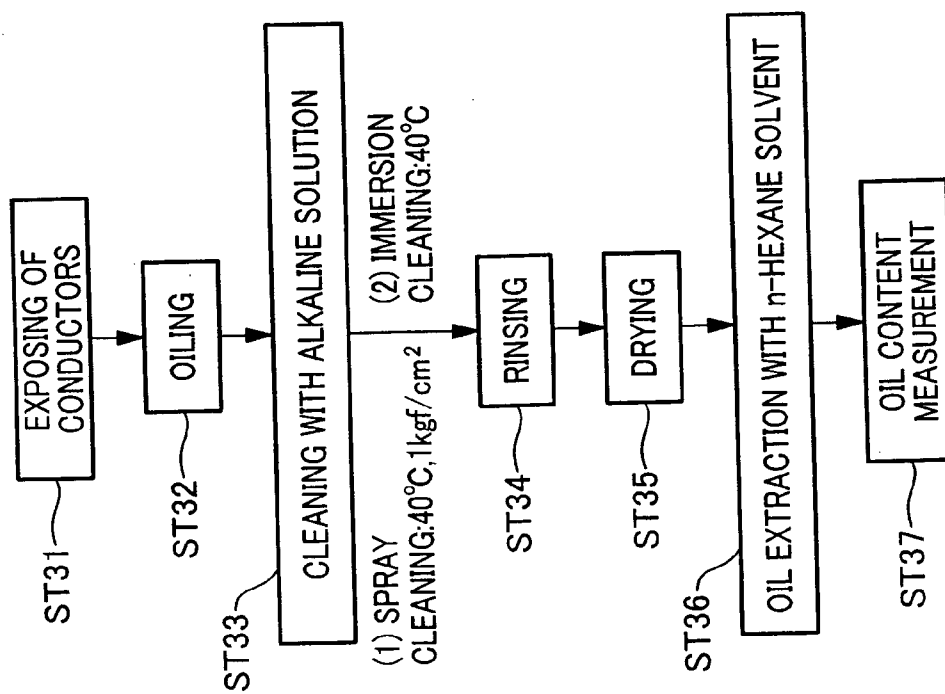 EXPOSING OF
CONDUCTORS
ST31
OILING
ST32
CLEANING WITH ALKALINE SOLUTION
ST33
(1) SPRAY
CLEANING:40°C,1kgf/cm²
(2) IMMERSION
CLEANING:40°C
RINSING
ST34
DRYING
ST35
OIL EXTRACTION WITH n-HEXANE SOLVENT
ST36
OIL CONTENT
MEASUREMENT
ST37